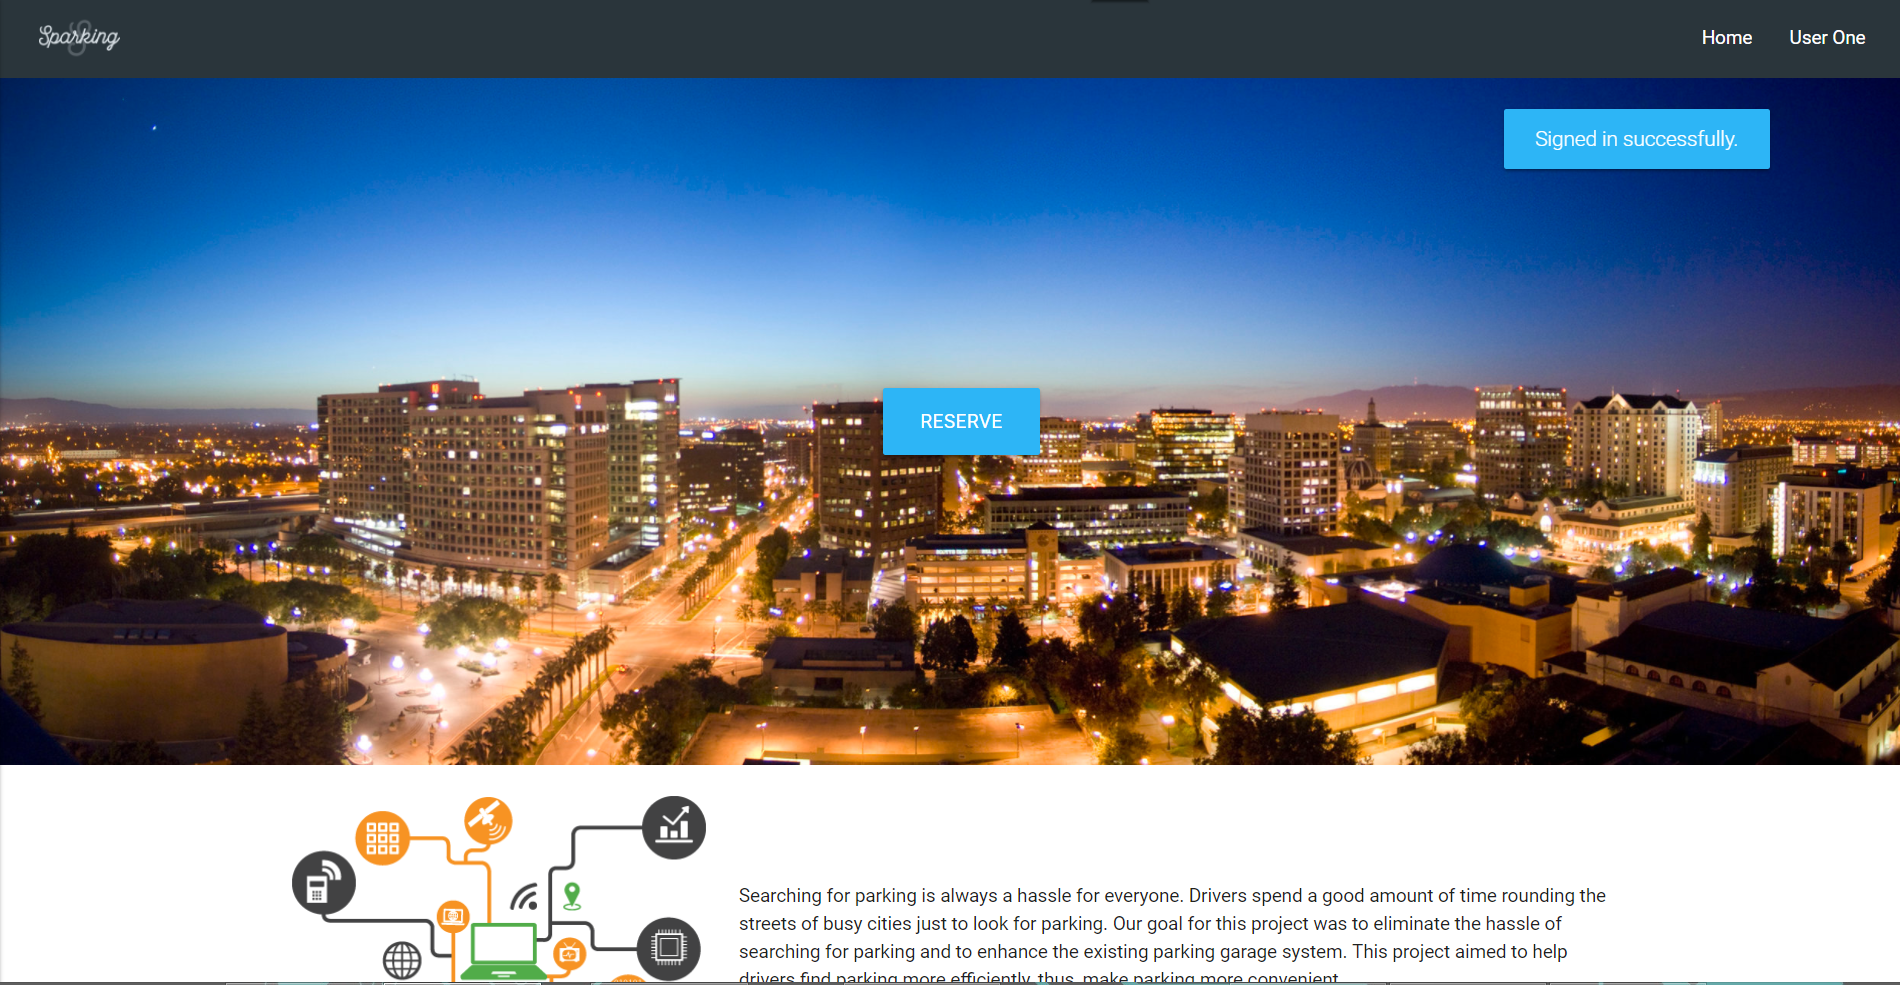 Sparking
Home
User One
Signed in successfully.
RESERVE
Searching for parking is always a hassle for everyone. Drivers spend a good amount of time rounding the
streets of busy cities just to look for parking. Our goal for this project was to eliminate the hassle of
searching for parking and to enhance the existing parking garage system. This project aimed to help
drivers find parking more efficiently, thus, make parking more convenient.